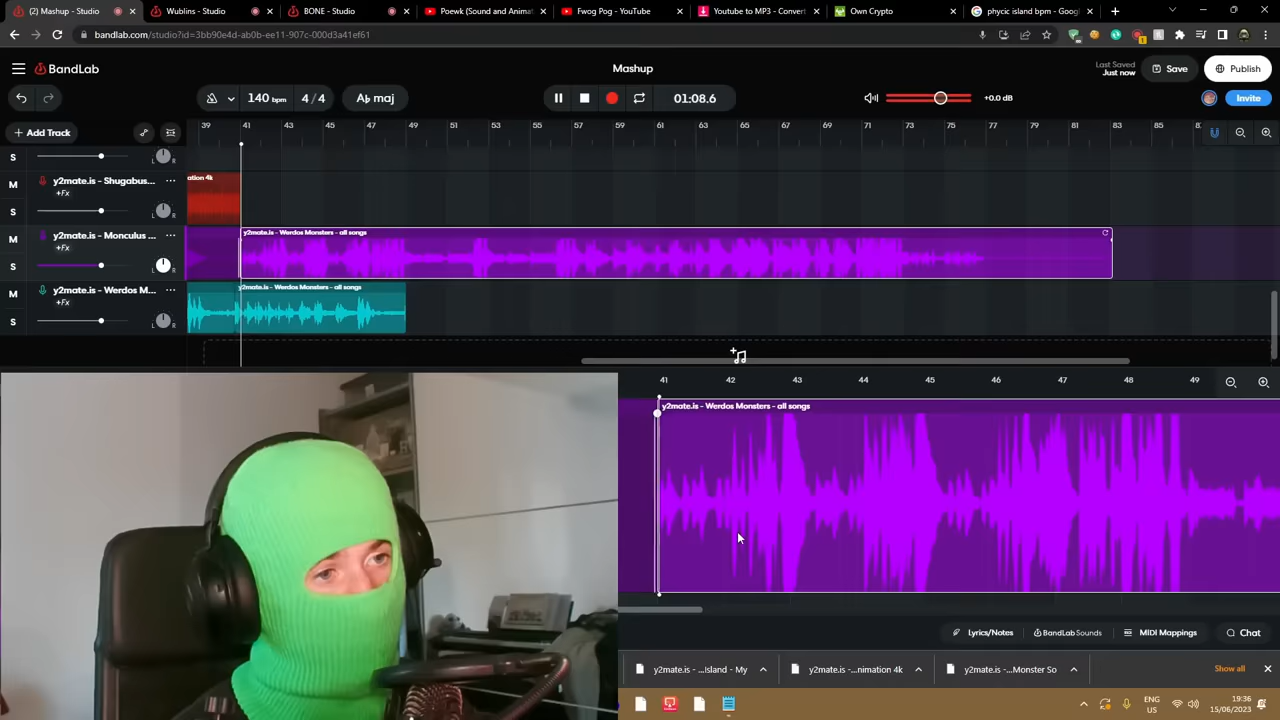 (2) Mashup - Studio
Wublins - Studio
BONE - Studio
Poewk (Sound and Animat
Fwog Pog - YouTube
Youtube to MP3 - Convert
Own Crypto
phycic island bpm - Goog
bandlab.com/studio?id=3bb90e4d-ab0b-ee11-907c-000d3a41ef61
BandLab
Mashup
Last Saved
Just now
Save
Publish
140 bpm
4 / 4
A♭ maj
01:08.6
+0.0 dB
Invite
Add Track
39 41 43 45 47 49 51 53 55 57 59 61 63 65 67 69 71 73 75 77 79 81 83 85
S
L R
M
y2mate.is - Shugabus...
ation 4k
+Fx
S
L R
M
y2mate.is - Monculus ...
y2mate.is - Werdos Monsters - all songs
+Fx
S
L R
M
y2mate.is - Werdos M...
y2mate.is - Werdos Monsters - all songs
+Fx
S
L R
41 42 43 44 45 46 47 48 49
y2mate.is - Werdos Monsters - all songs
Lyrics/Notes
BandLab Sounds
MIDI Mappings
Chat
y2mate.is - ...Island - My
y2mate.is -...nimation 4k
y2mate.is -...Monster So
Show all
ENG
US
19:36
15/06/2023